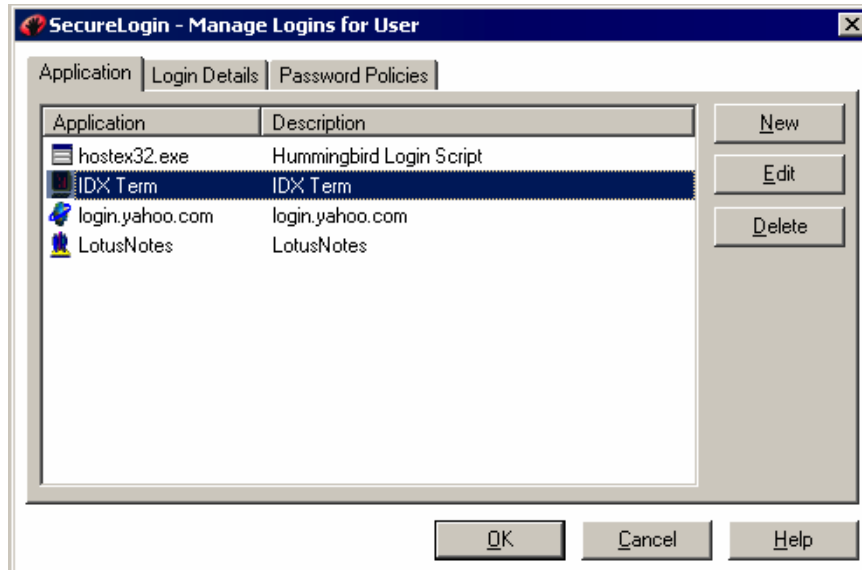 SecureLogin - Manage Logins for User
Application Login Details Password Policies
Application Description
hostex32.exe Hummingbird Login Script
IDX Term IDX Term
login.yahoo.com login.yahoo.com
LotusNotes LotusNotes
New
Edit
Delete
OK Cancel Help